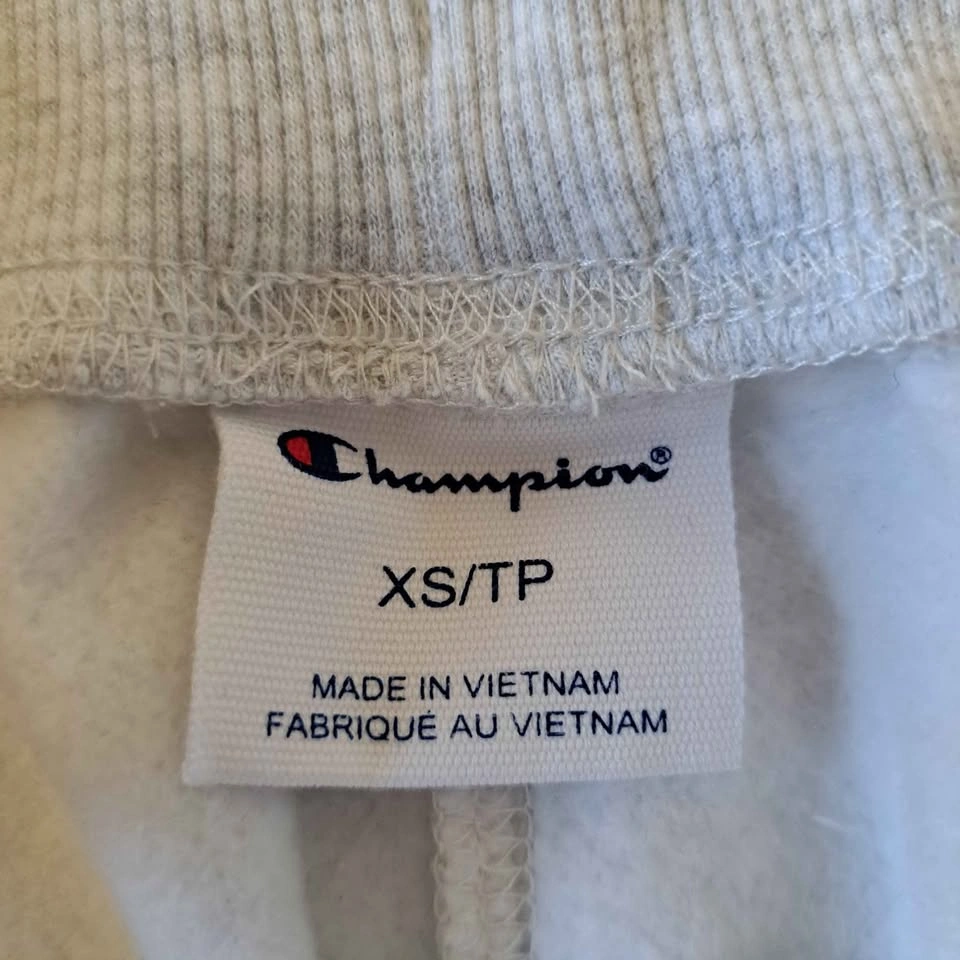 Champion®
XS/TP
MADE IN VIETNAM
FABRIQUÉ AU VIETNAM